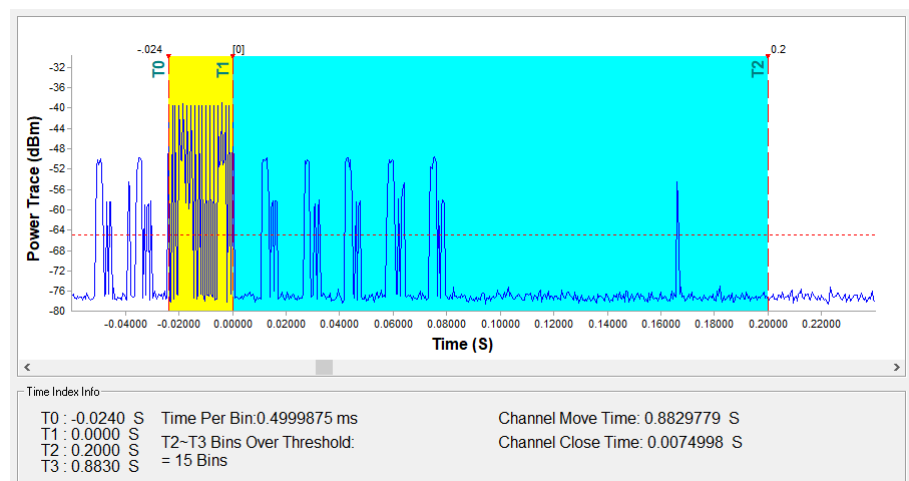 -.024 [0] 0.2
T0 T1 T2
Power Trace (dBm)
-32
-36
-40
-44
-48
-52
-56
-60
-64
-68
-72
-76
-80
-0.04000 -0.02000 0.00000 0.02000 0.04000 0.06000 0.08000 0.10000 0.12000 0.14000 0.16000 0.18000 0.20000 0.22000
Time (S)
Time Index Info
T0 : -0.0240 S Time Per Bin:0.4999875 ms Channel Move Time: 0.8829779 S
T1 : 0.0000 S T2~T3 Bins Over Threshold: Channel Close Time: 0.0074998 S
T2 : 0.2000 S = 15 Bins
T3 : 0.8830 S